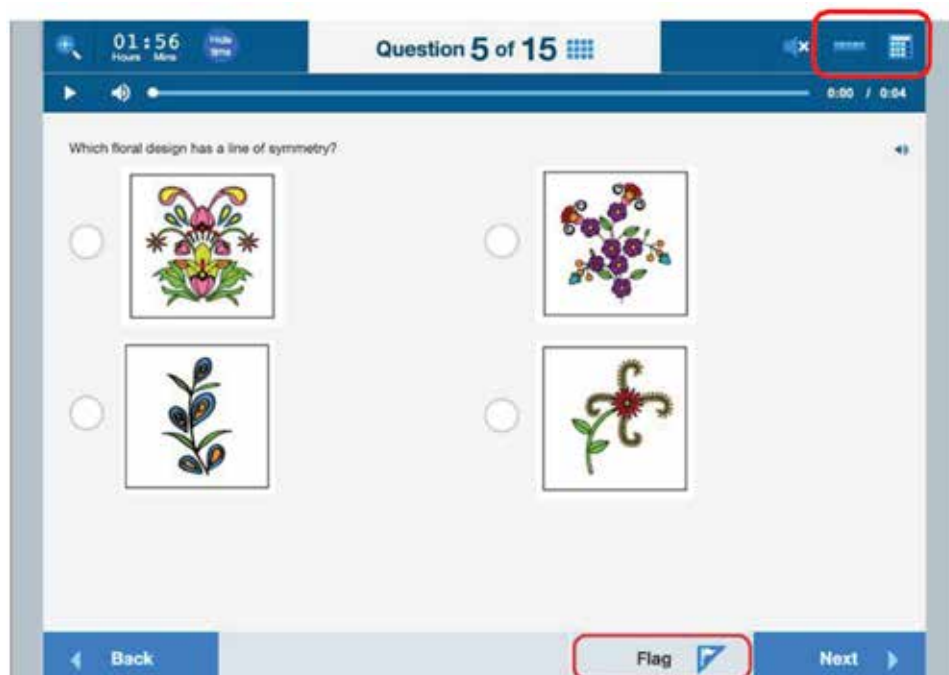 01:56
Hours Mins
Hide
time
Question 5 of 15
0:00 / 0:04
Which floral design has a line of symmetry?
Back
Flag
Next